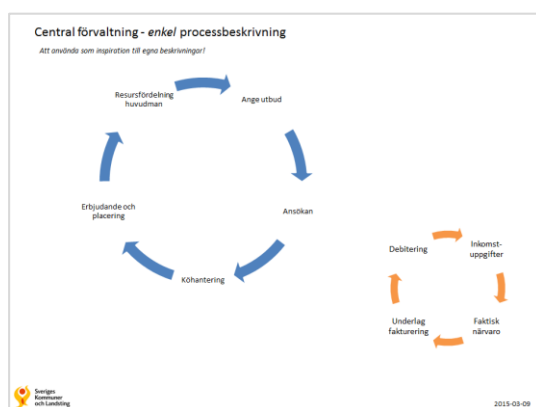 Central förvaltning - enkel processbeskrivning
Att använda som inspiration till egna beskrivningar!
Resursfördelning
huvudman
Ange utbud
Erbjudande och
placering
Ansökan
Köhantering
Debitering
Inkomst-
uppgifter
Underlag
fakturering
Faktisk
närvaro
Sveriges
Kommuner
och Landsting
2015-03-09